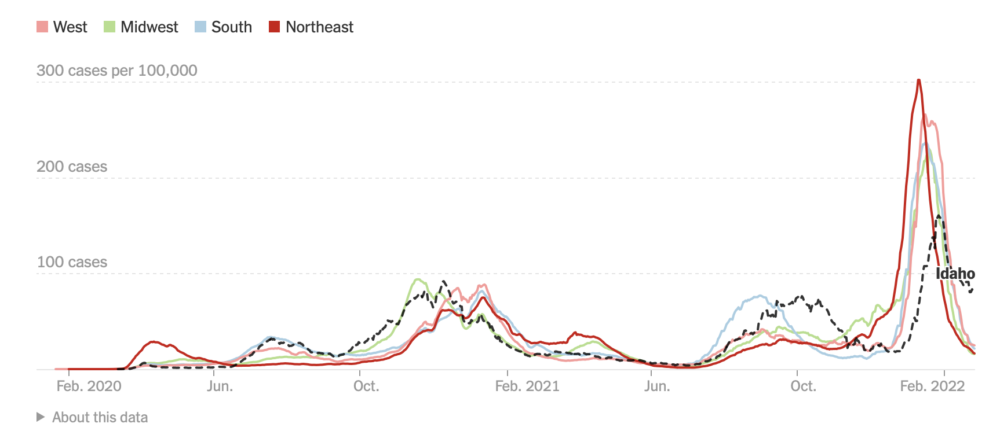 West Midwest South Northeast
300 cases per 100,000
200 cases
100 cases
Idaho
Feb. 2020 Jun. Oct. Feb. 2021 Jun. Oct. Feb. 2022
About this data